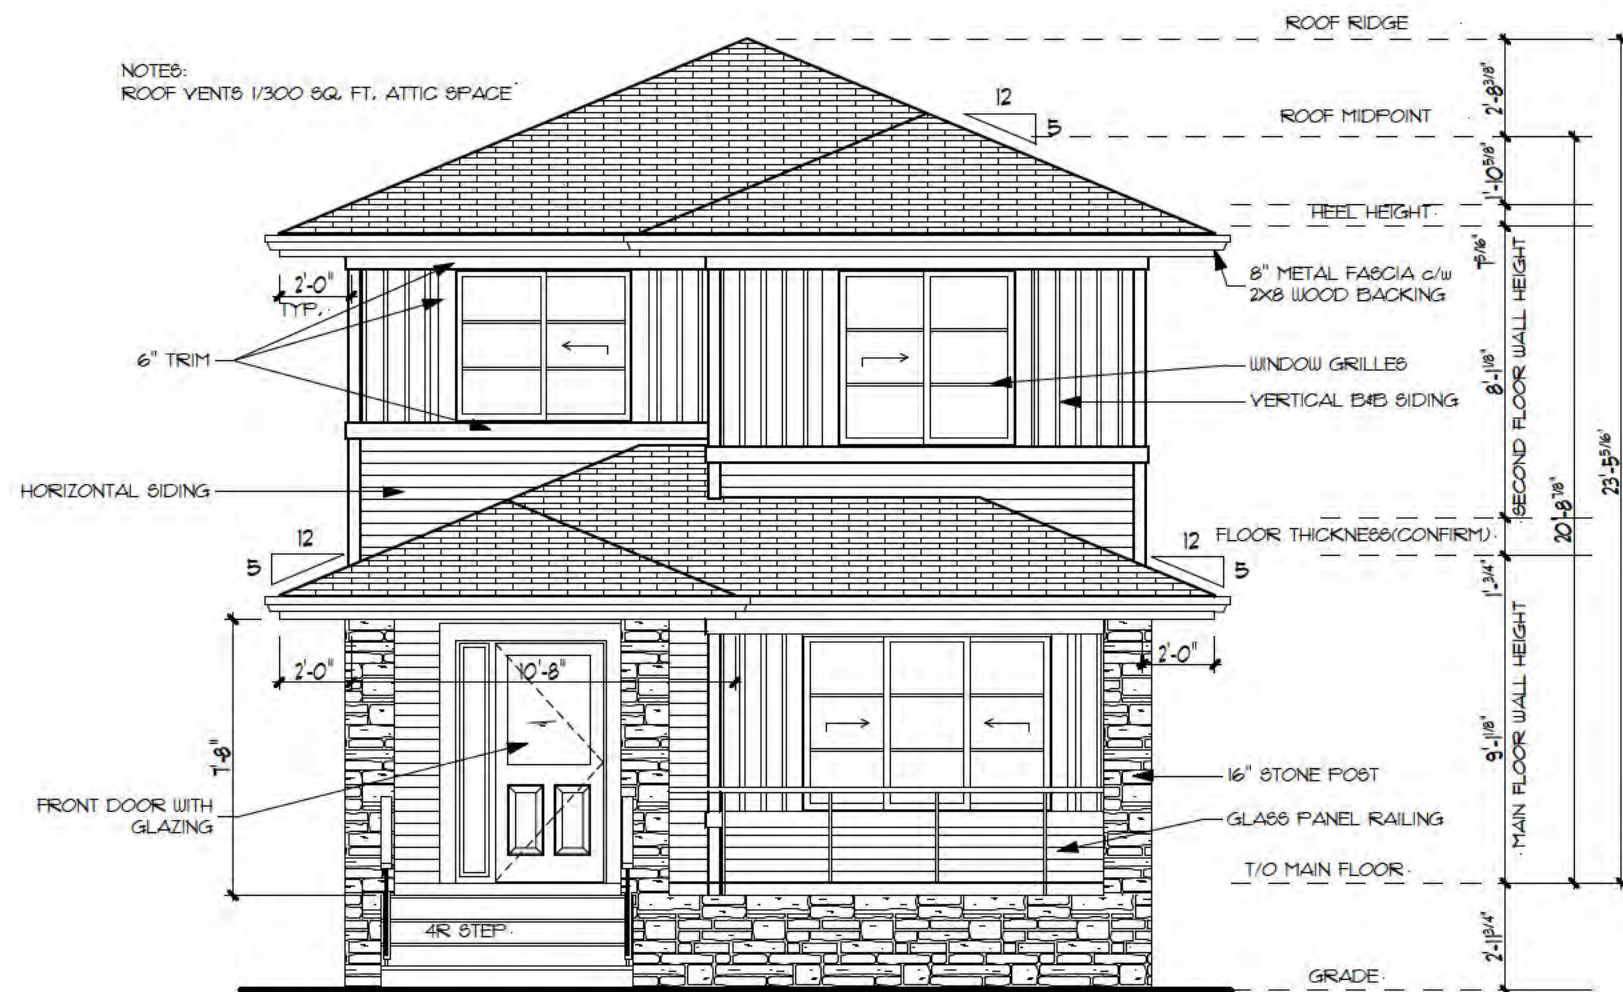 ROOF RIDGE
NOTES:
ROOF VENTS 1/300 SQ. FT. ATTIC SPACE
12
5
ROOF MIDPOINT
2'-8 3/8"
1'-10 5/8"
HEEL HEIGHT
7 5/16"
2'-0"
TYP.
8" METAL FASCIA c/w
2X8 WOOD BACKING
6" TRIM
WINDOW GRILLES
VERTICAL B&B SIDING
8'-1 1/8"
SECOND FLOOR WALL HEIGHT
HORIZONTAL SIDING
23'-5 5/16'
20'-8 7/8"
12
5
12
5
FLOOR THICKNESS(CONFIRM)
1'-3/4"
2'-0"
10'-8"
2'-0"
7'-8"
9'-1 1/8"
MAIN FLOOR WALL HEIGHT
FRONT DOOR WITH
GLAZING
16" STONE POST
GLASS PANEL RAILING
T/O MAIN FLOOR
4R STEP
2'-11 3/4"
GRADE